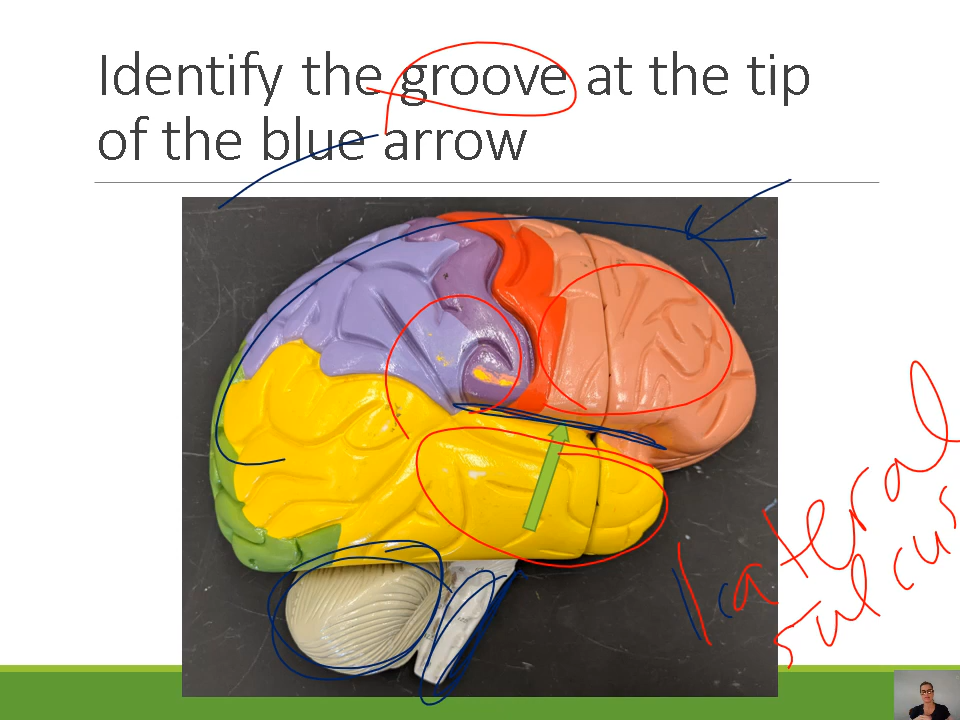 Identify the groove at the tip
of the blue arrow
lateral
sulcus